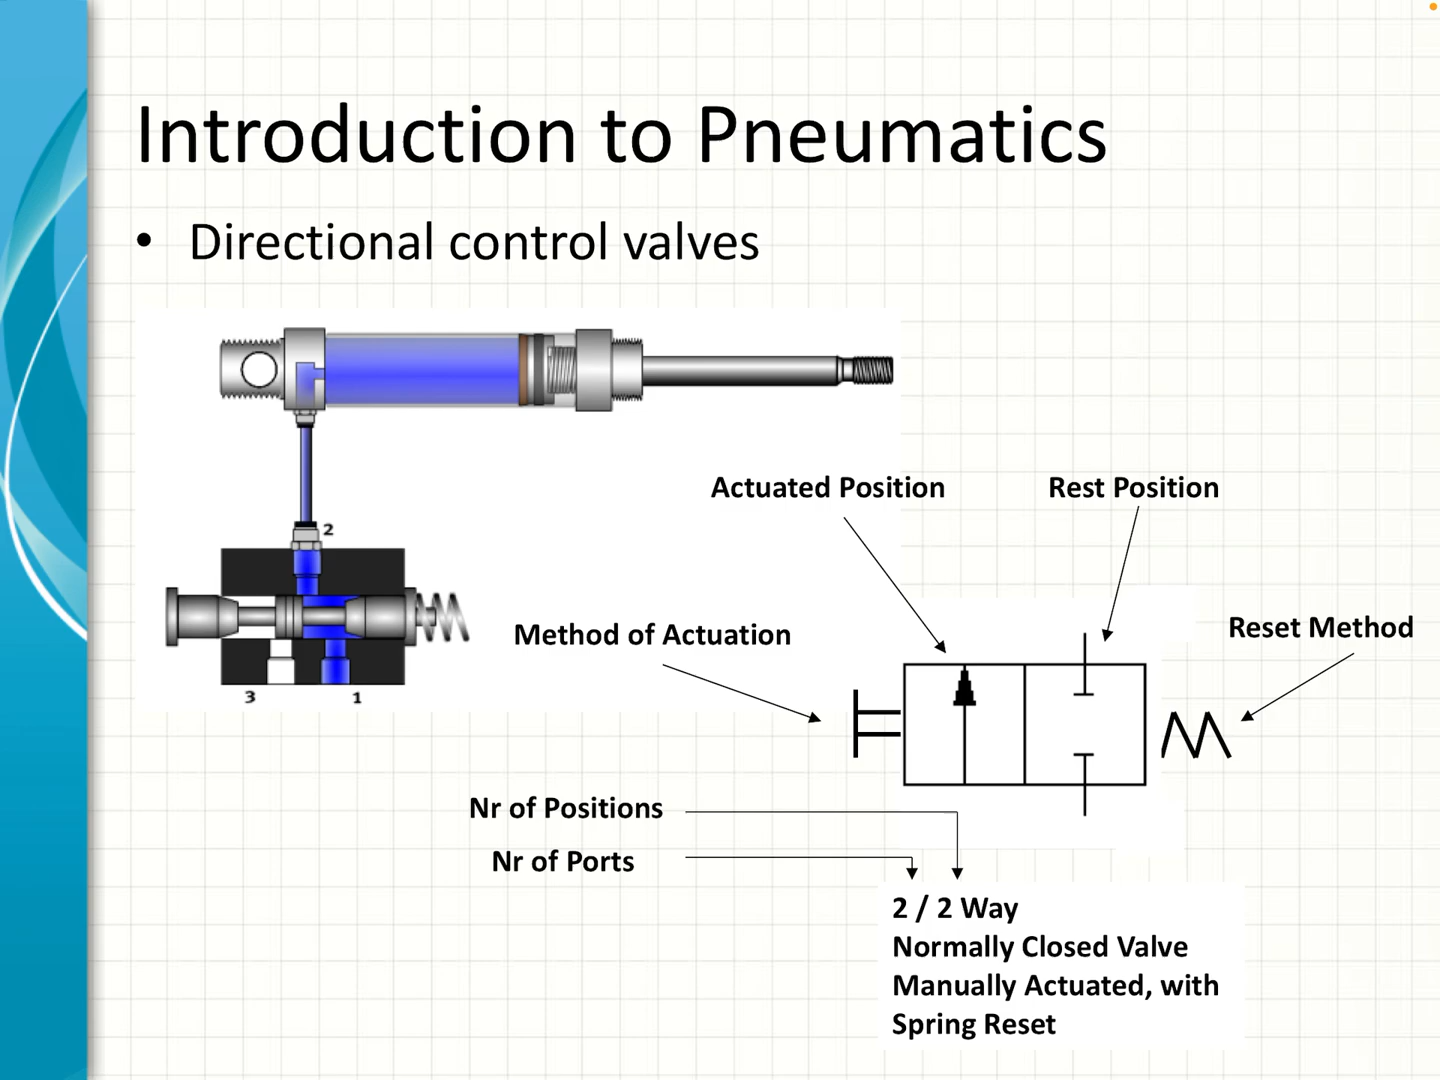 Introduction to Pneumatics
• Directional control valves
2
3
1
Actuated Position
Rest Position
Method of Actuation
Reset Method
Nr of Positions
Nr of Ports
2 / 2 Way
Normally Closed Valve
Manually Actuated, with
Spring Reset